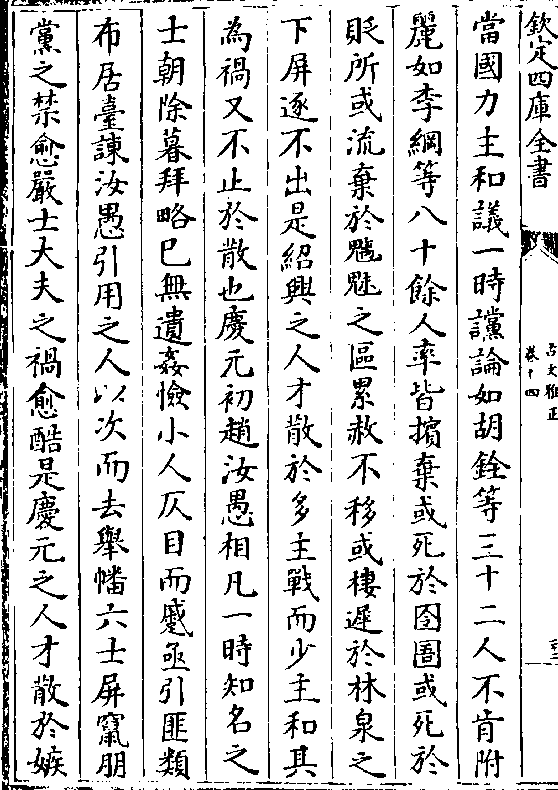 欽定四庫全書
古文雅正
卷十四
當國力主和議一時讜論如胡銓等三十二人不肯附
麗如李綱等八十餘人率皆擯棄或死於囹圄或死於
貶所或流棄於魑魅之區累赦不移或棲遲於林泉之
下屏逐不出是紹興之人才散於多主戰而少主和其
為禍又不止於散也慶元初趙汝愚相凡一時知名之
士朝除暮拜略已無遺姦憸小人仄目而䠞亟引匪類
布居臺諫汝愚引用之人以次而去舉幡六士屏竄朋
黨之禁愈嚴士大夫之禍愈酷是慶元之人才散於嫉